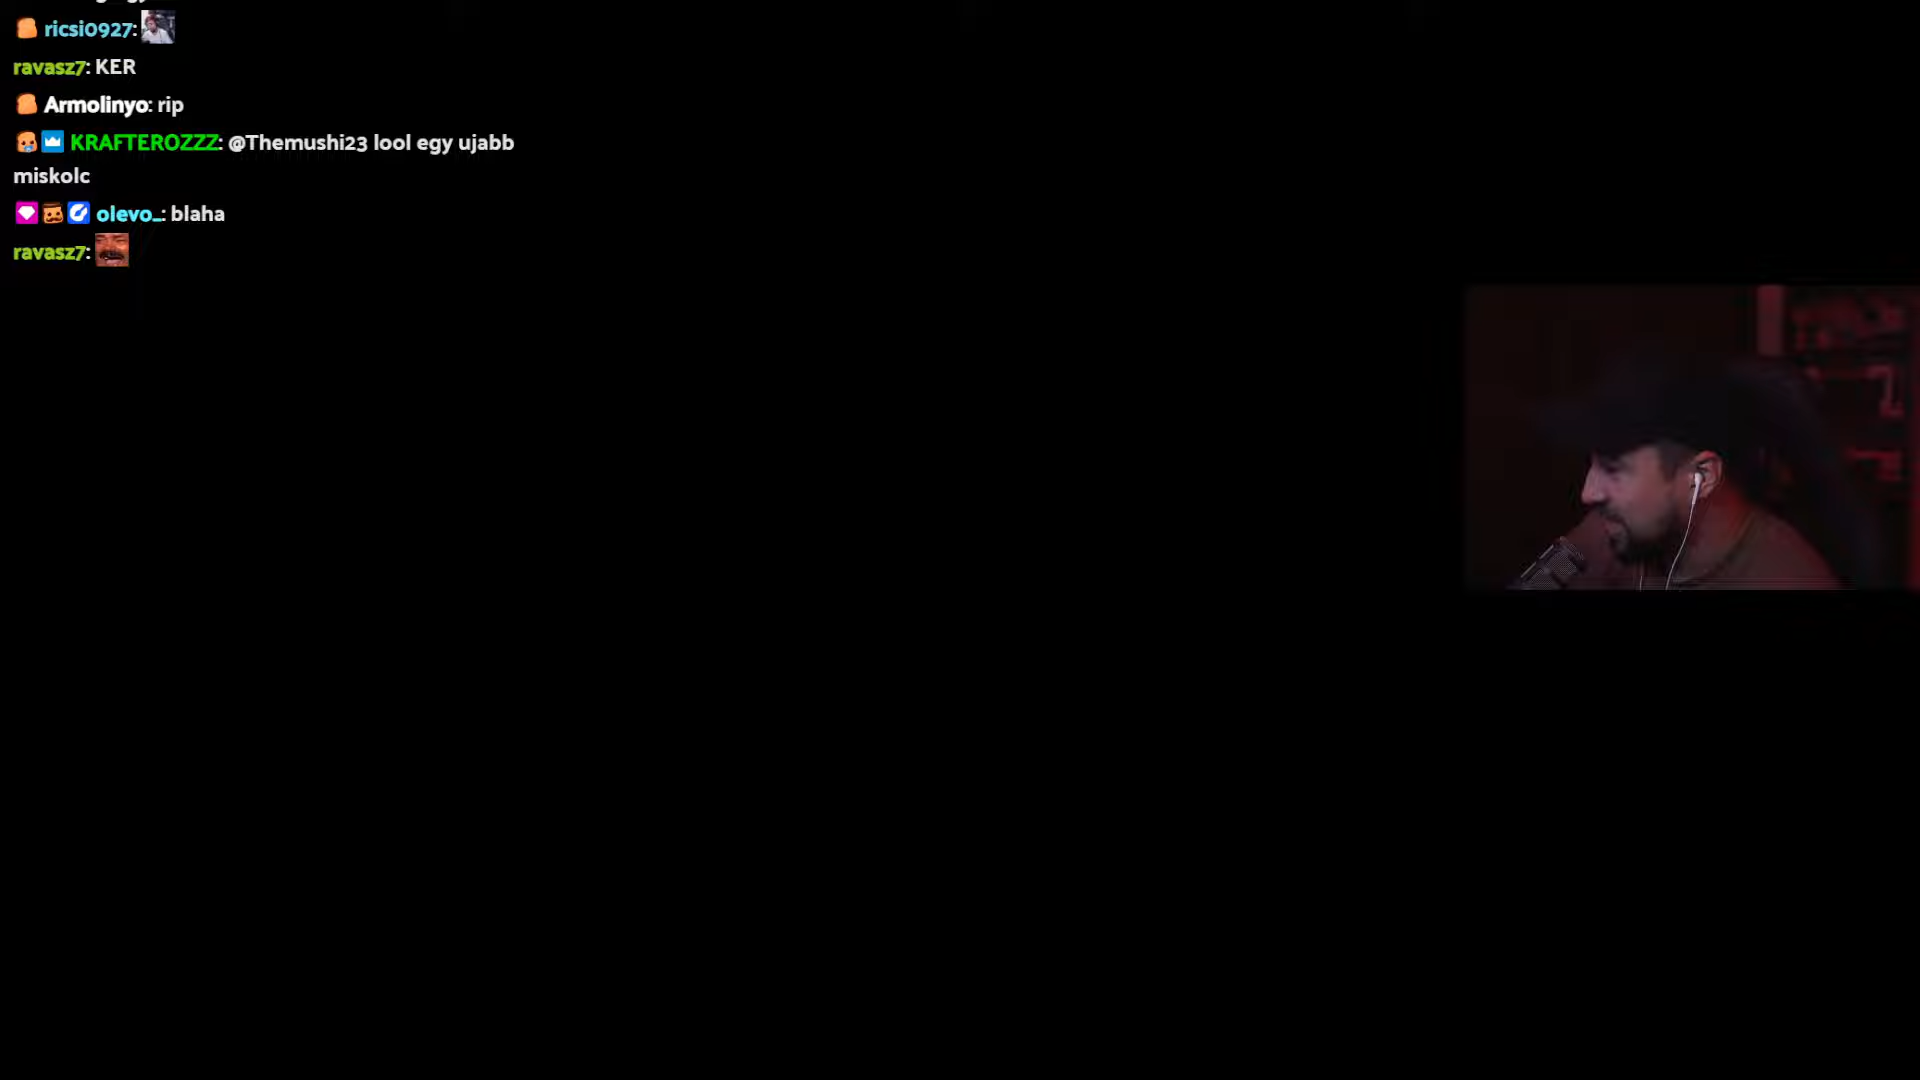 ricsi0927:
ravasz7: KER
Armolinyo: rip
KRAFTEROZZZ: @Themushi23 lool egy ujabb
miskolc
olevo_: blaha
ravasz7: